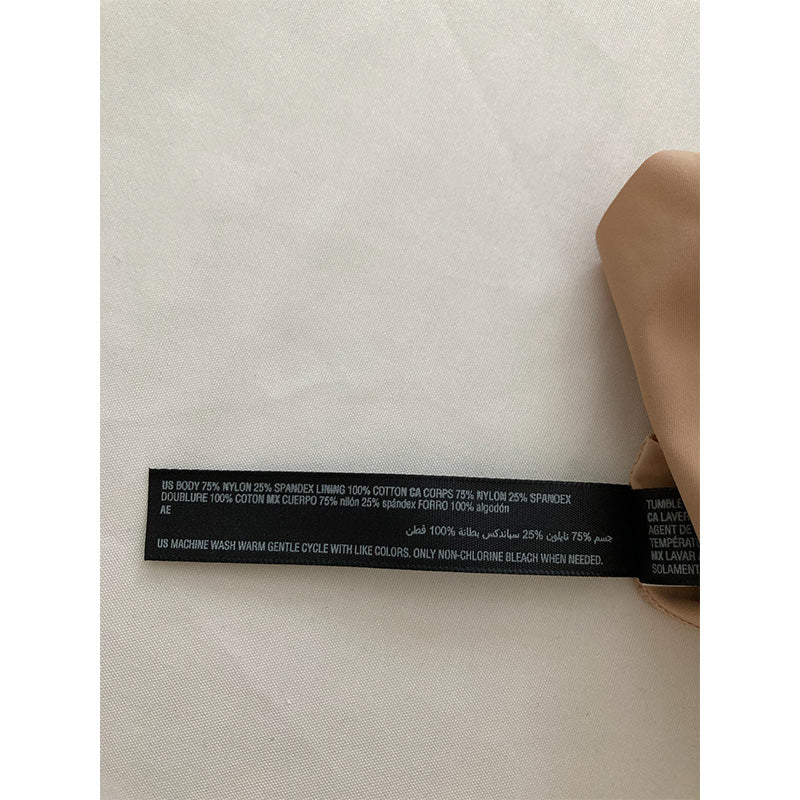 US BODY 75% NYLON 25% SPANDEX LINING 100% COTTON CA CORPS 75% NYLON 25% SPANDEX
DOUBLURE 100% COTON MX CUERPO 75% nilón 25% spándex FORRO 100% algodón
AE
جسم 75% نايلون 25% سباندكس بطانة 100% قطن
US MACHINE WASH WARM GENTLE CYCLE WITH LIKE COLORS. ONLY NON-CHLORINE BLEACH WHEN NEEDED.
TUMBLE
CA LAVER
AGENT DE
TEMPÉRAT
MX LAVAR
SOLAMENT